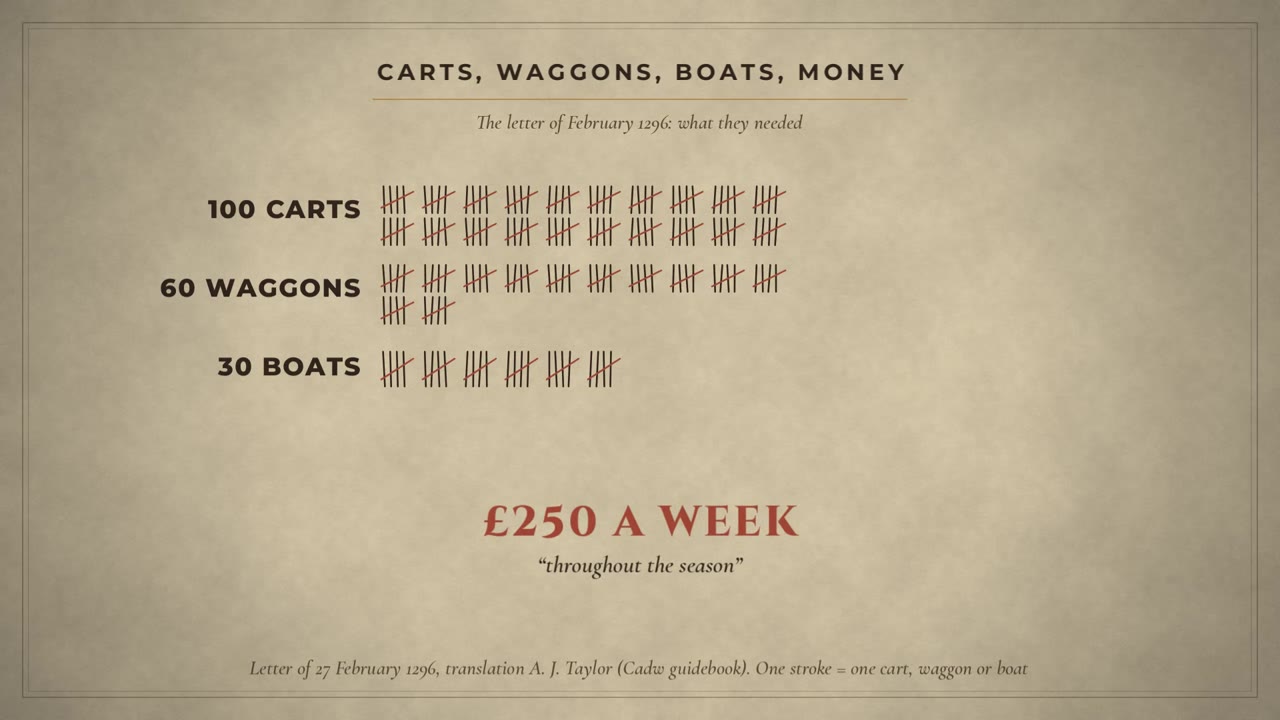 CARTS, WAGGONS, BOATS, MONEY
The letter of February 1296: what they needed
100 CARTS
60 WAGGONS
30 BOATS
£250 A WEEK
“throughout the season”
Letter of 27 February 1296, translation A. J. Taylor (Cadw guidebook). One stroke = one cart, waggon or boat